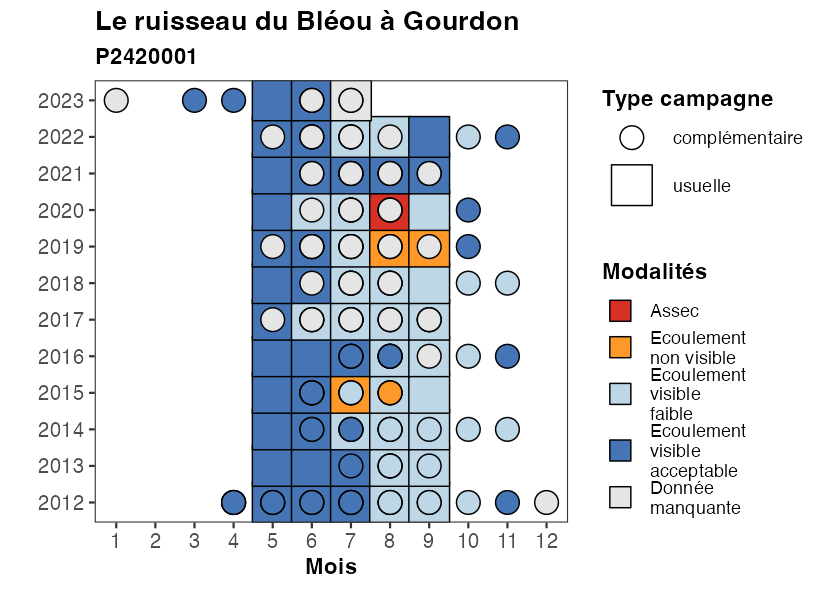 Le ruisseau du Bléou à Gourdon
P2420001
2023
2022
2021
2020
2019
2018
2017
2016
2015
2014
2013
2012
1 2 3 4 5 6 7 8 9 10 11 12
Mois
Type campagne
complémentaire
usuelle
Modalités
Assec
Ecoulement
non visible
Ecoulement
visible
faible
Ecoulement
visible
acceptable
Donnée
manquante